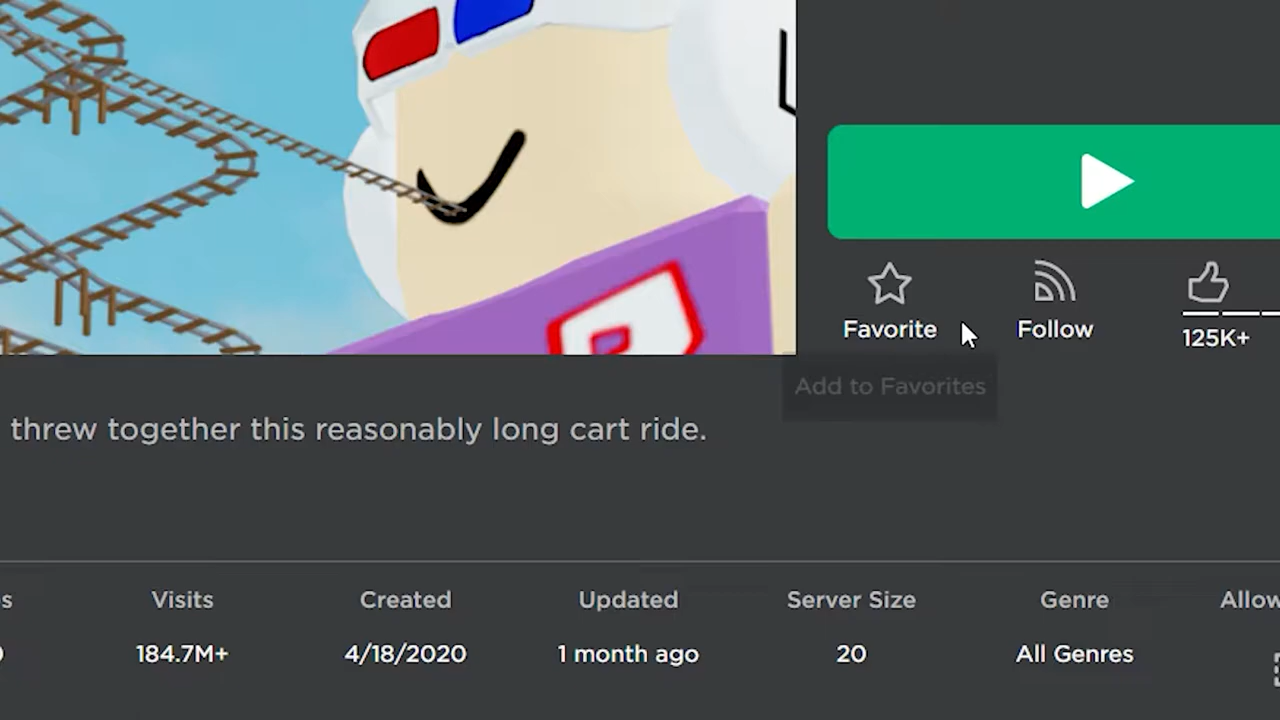 Favorite
Follow
125K+
Add to Favorites
threw together this reasonably long cart ride.
Visits
Created
Updated
Server Size
Genre
184.7M+
4/18/2020
1 month ago
20
All Genres